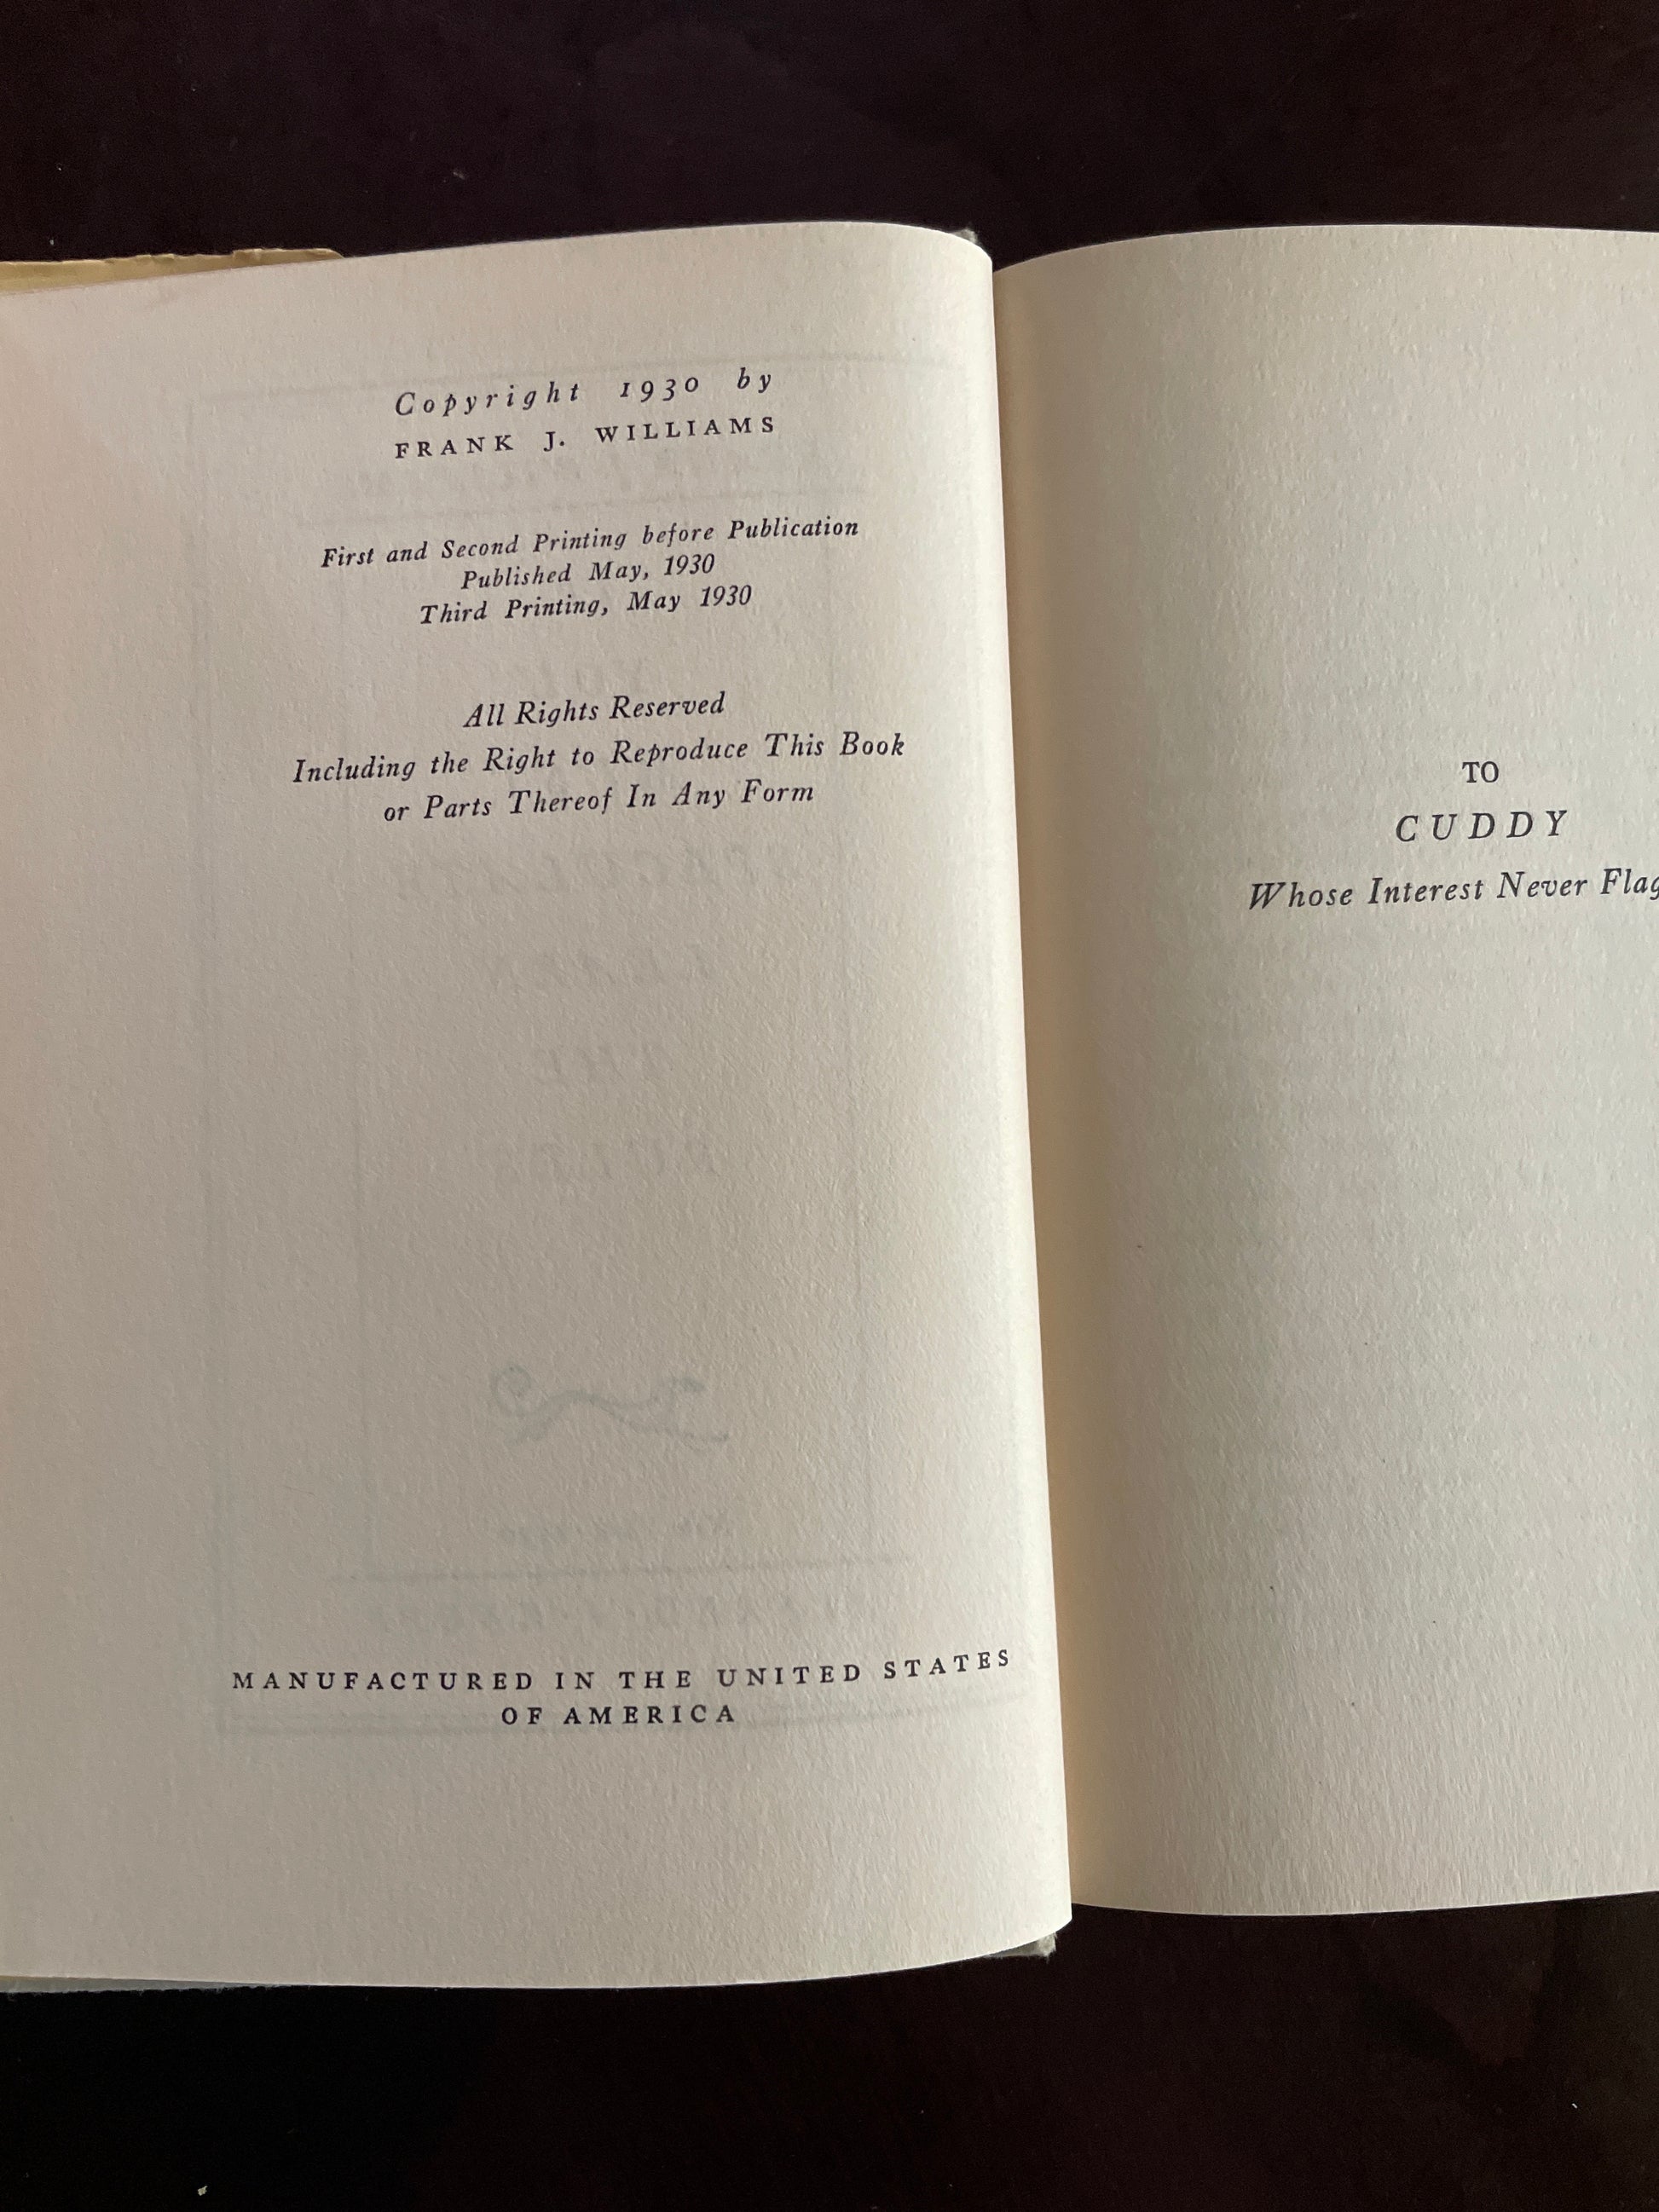 Copyright 1930 by
FRANK J. WILLIAMS
First and Second Printing before Publication
Published May, 1930
Third Printing, May 1930
All Rights Reserved
Including the Right to Reproduce This Book
or Parts Thereof In Any Form
MANUFACTURED IN THE UNITED STATES
OF AMERICA
TO
CUDDY
Whose Interest Never